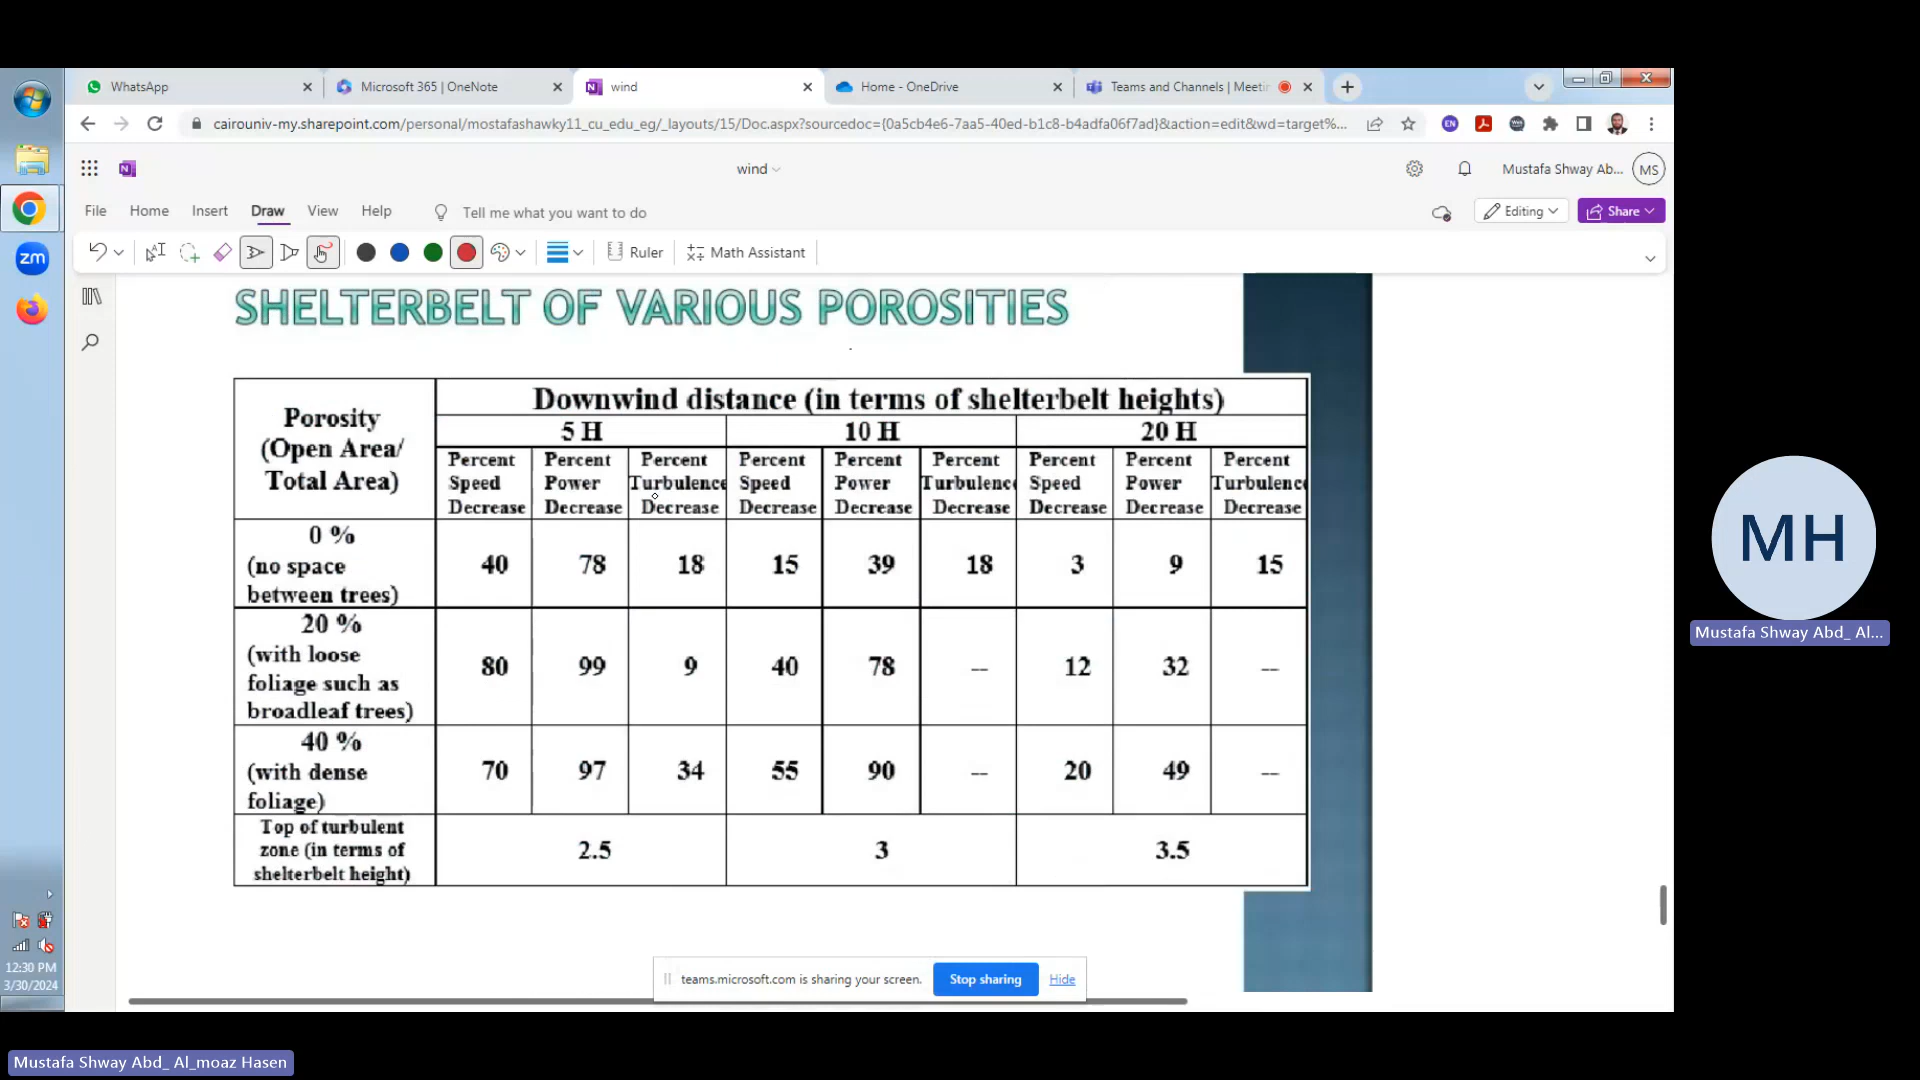 WhatsApp
Microsoft 365 | OneNote
wind
Home - OneDrive
Teams and Channels | Meetin
cairouniv-my.sharepoint.com/personal/mostafashawky11_cu_edu_eg/_layouts/15/Doc.aspx?sourcedoc={0a5cb4e6-7aa5-40ed-b1c8-b4adfa06f7ad}&action=edit&wd=target%...
wind
Mustafa Shway Ab...
MS
File Home Insert Draw View Help Tell me what you want to do
Editing
Share
Ruler
Math Assistant
zm
SHELTERBELT OF VARIOUS POROSITIES
Porosity
(Open Area/
Total Area)
Downwind distance (in terms of shelterbelt heights)
5 H 10 H 20 H
Percent Percent Percent Percent Percent Percent Percent Percent Percent
Speed Power Turbulence Speed Power Turbulence Speed Power Turbulence
Decrease Decrease Decrease Decrease Decrease Decrease Decrease Decrease Decrease
0 %
(no space
between trees)
40 78 18 15 39 18 3 9 15
20 %
(with loose
foliage such as
broadleaf trees)
80 99 9 40 78 -- 12 32 --
40 %
(with dense
foliage)
70 97 34 55 90 -- 20 49 --
Top of turbulent
zone (in terms of
shelterbelt height)
2.5 3 3.5
teams.microsoft.com is sharing your screen.
Stop sharing
Hide
12:30 PM
3/30/2024
MH
Mustafa Shway Abd_ Al...
Mustafa Shway Abd_ Al_moaz Hasen